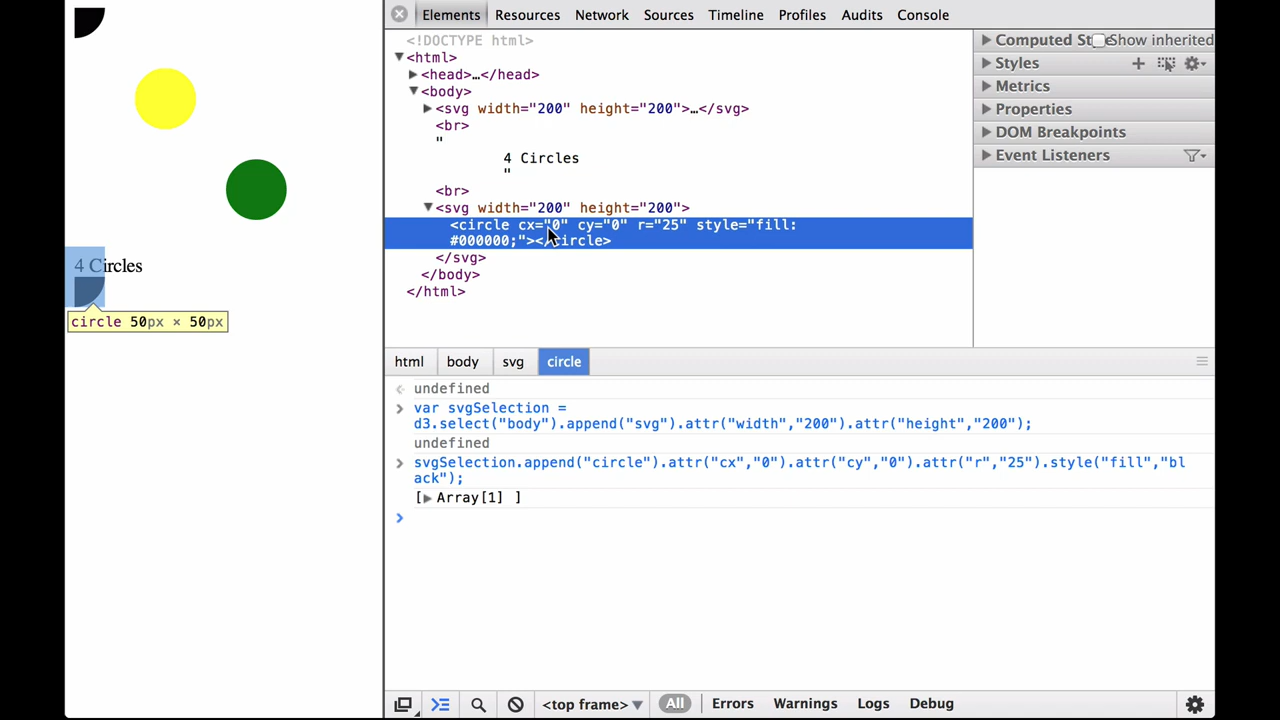 Elements Resources Network Sources Timeline Profiles Audits Console
<!DOCTYPE html>
<html>
<head>…</head>
<body>
<svg width="200" height="200">…</svg>
<br>
"
4 Circles
"
<br>
<svg width="200" height="200">
<circle cx="0" cy="0" r="25" style="fill:
#000000;"></circle>
</svg>
</body>
</html>
Computed Style Show inherited
Styles
Metrics
Properties
DOM Breakpoints
Event Listeners
4 Circles
circle 50px × 50px
html body svg circle
undefined
var svgSelection =
d3.select("body").append("svg").attr("width","200").attr("height","200");
undefined
svgSelection.append("circle").attr("cx","0").attr("cy","0").attr("r","25").style("fill","bl
ack");
[ Array[1] ]
<top frame> All Errors Warnings Logs Debug